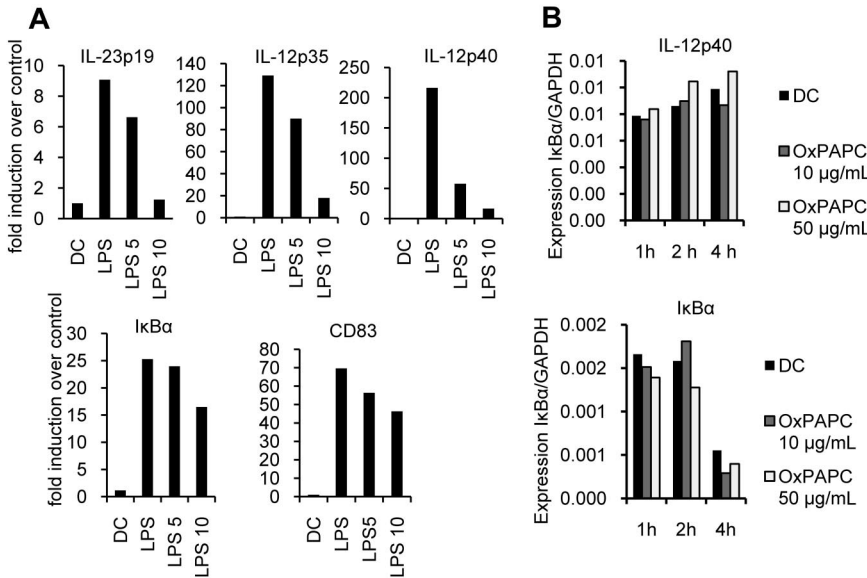 A
IL-23p19
fold induction over control
10
8
6
4
2
0
DC
LPS
LPS 5
LPS 10
IL-12p35
140
120
100
80
60
40
20
0
DC
LPS
LPS 5
LPS 10
IL-12p40
250
200
150
100
50
0
DC
LPS
LPS 5
LPS 10
IκBα
fold induction over control
30
25
20
15
10
5
0
DC
LPS
LPS 5
LPS 10
CD83
80
70
60
50
40
30
20
10
0
DC
LPS
LPS5
LPS 10
B
IL-12p40
Expression IκBα/GAPDH
0.01
0.01
0.01
0.01
0.00
0.00
0.00
1h
2 h
4 h
DC
OxPAPC
10 µg/mL
OxPAPC
50 µg/mL
IκBα
Expression IκBα/GAPDH
0.002
0.002
0.001
0.001
0.000
1h
2h
4h
DC
OxPAPC
10 µg/mL
OxPAPC
50 µg/mL